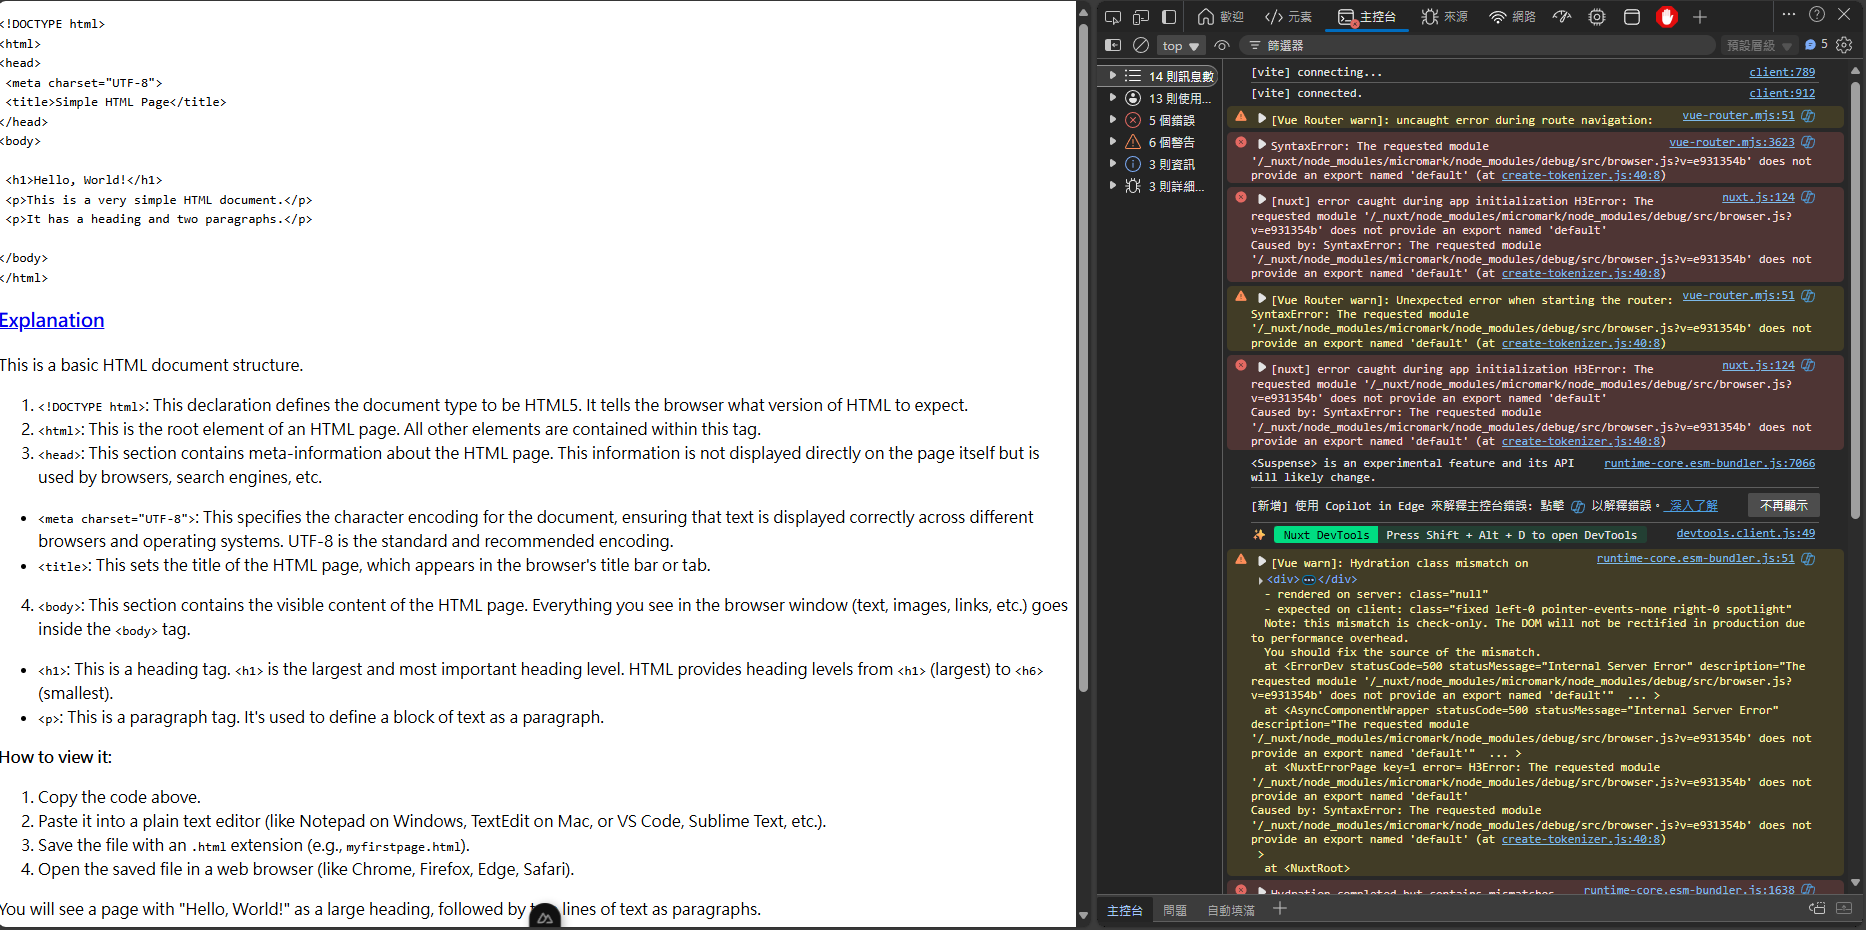 <!DOCTYPE html>
<html>
<head>
<meta charset="UTF-8">
<title>Simple HTML Page</title>
</head>
<body>
<h1>Hello, World!</h1>
<p>This is a very simple HTML document.</p>
<p>It has a heading and two paragraphs.</p>
</body>
</html>
Explanation
This is a basic HTML document structure.
1. <!DOCTYPE html>: This declaration defines the document type to be HTML5. It tells the browser what version of HTML to expect.
2. <html>: This is the root element of an HTML page. All other elements are contained within this tag.
3. <head>: This section contains meta-information about the HTML page. This information is not displayed directly on the page itself but is
used by browsers, search engines, etc.
• <meta charset="UTF-8">: This specifies the character encoding for the document, ensuring that text is displayed correctly across different
browsers and operating systems. UTF-8 is the standard and recommended encoding.
• <title>: This sets the title of the HTML page, which appears in the browser's title bar or tab.
4. <body>: This section contains the visible content of the HTML page. Everything you see in the browser window (text, images, links, etc.) goes
inside the <body> tag.
• <h1>: This is a heading tag. <h1> is the largest and most important heading level. HTML provides heading levels from <h1> (largest) to <h6>
(smallest).
• <p>: This is a paragraph tag. It's used to define a block of text as a paragraph.
How to view it:
1. Copy the code above.
2. Paste it into a plain text editor (like Notepad on Windows, TextEdit on Mac, or VS Code, Sublime Text, etc.).
3. Save the file with an .html extension (e.g., myfirstpage.html).
4. Open the saved file in a web browser (like Chrome, Firefox, Edge, Safari).
You will see a page with "Hello, World!" as a large heading, followed by lines of text as paragraphs.
歡迎 元素 主控台 來源 網路
top 篩選器 預設層級 5
14 則訊息數
13 則使用...
5 個錯誤
6 個警告
3 則資訊
3 則詳細...
[vite] connecting... client:789
[vite] connected. client:912
[Vue Router warn]: uncaught error during route navigation: vue-router.mjs:51
SyntaxError: The requested module vue-router.mjs:3623
'/_nuxt/node_modules/micromark/node_modules/debug/src/browser.js?v=e931354b' does not
provide an export named 'default' (at create-tokenizer.js:40:8)
[nuxt] error caught during app initialization H3Error: The nuxt.js:124
requested module '/_nuxt/node_modules/micromark/node_modules/debug/src/browser.js?
v=e931354b' does not provide an export named 'default'
Caused by: SyntaxError: The requested module
'/_nuxt/node_modules/micromark/node_modules/debug/src/browser.js?v=e931354b' does not
provide an export named 'default' (at create-tokenizer.js:40:8)
[Vue Router warn]: Unexpected error when starting the router: vue-router.mjs:51
SyntaxError: The requested module
'/_nuxt/node_modules/micromark/node_modules/debug/src/browser.js?v=e931354b' does not
provide an export named 'default' (at create-tokenizer.js:40:8)
[nuxt] error caught during app initialization H3Error: The nuxt.js:124
requested module '/_nuxt/node_modules/micromark/node_modules/debug/src/browser.js?
v=e931354b' does not provide an export named 'default'
Caused by: SyntaxError: The requested module
'/_nuxt/node_modules/micromark/node_modules/debug/src/browser.js?v=e931354b' does not
provide an export named 'default' (at create-tokenizer.js:40:8)
<Suspense> is an experimental feature and its API runtime-core.esm-bundler.js:7066
will likely change.
[新增] 使用 Copilot in Edge 來解釋主控台錯誤: 點擊 以解釋錯誤。 深入了解 不再顯示
Nuxt DevTools Press Shift + Alt + D to open DevTools devtools.client.js:49
[Vue warn]: Hydration class mismatch on runtime-core.esm-bundler.js:51
<div>…</div>
- rendered on server: class="null"
- expected on client: class="fixed left-0 pointer-events-none right-0 spotlight"
Note: this mismatch is check-only. The DOM will not be rectified in production due
to performance overhead.
You should fix the source of the mismatch.
at <ErrorDev statusCode=500 statusMessage="Internal Server Error" description="The
requested module '/_nuxt/node_modules/micromark/node_modules/debug/src/browser.js?
v=e931354b' does not provide an export named 'default'" ... >
at <AsyncComponentWrapper statusCode=500 statusMessage="Internal Server Error"
description="The requested module
'/_nuxt/node_modules/micromark/node_modules/debug/src/browser.js?v=e931354b' does not
provide an export named 'default'" ... >
at <NuxtErrorPage key=1 error= H3Error: The requested module
'/_nuxt/node_modules/micromark/node_modules/debug/src/browser.js?v=e931354b' does not
provide an export named 'default'
Caused by: SyntaxError: The requested module
'/_nuxt/node_modules/micromark/node_modules/debug/src/browser.js?v=e931354b' does not
provide an export named 'default' (at create-tokenizer.js:40:8)
>
at <NuxtRoot>
Hydration completed but contains mismatches. runtime-core.esm-bundler.js:1638
主控台 問題 自動填滿